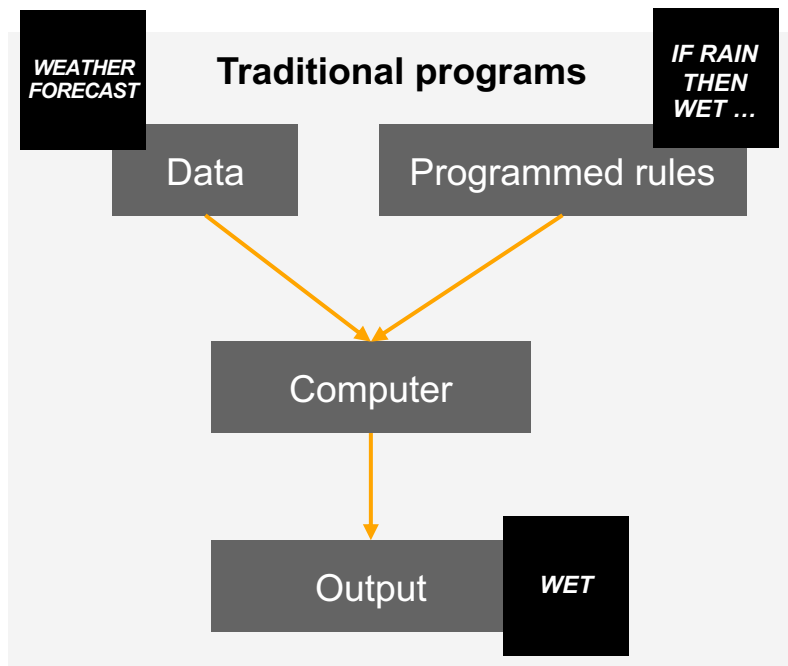 WEATHER
FORECAST
Traditional programs
IF RAIN
THEN
WET …
Data
Programmed rules
Computer
Output
WET